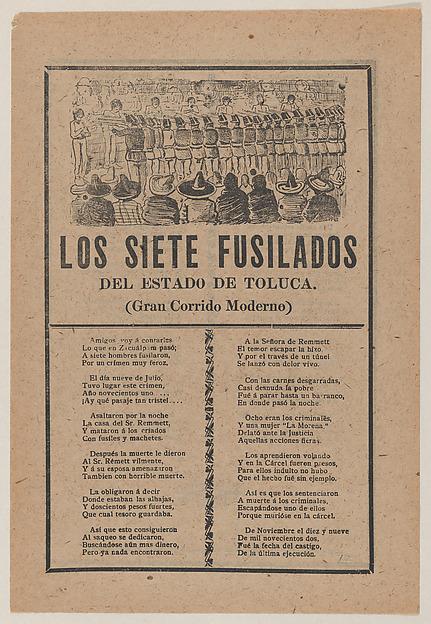 LOS SIETE FUSILADOS
DEL ESTADO DE TOLUCA.
(Gran Corrido Moderno)
Amigos voy á contarles
Lo que en Zacualpam pasó;
A siete hombres fusilaron,
Por un crimen muy feroz.
El día nueve de Julio,
Tuvo lugar este crimen,
Año novecientos uno ....
¡Ay qué pasaje tan triste! ....
Asaltaron por la noche
La casa del Sr. Remmett,
Y mataron á los criados
Con fusiles y machetes.
Después la muerte le dieron
Al Sr. Rémett vilmente,
Y á su esposa amenazaron
Tambien con horrible muerte.
La obligaron á decir
Donde estaban las albajas,
Y doscientos pesos fuertes,
Que cual tesoro guardaba.
Así que esto consiguieron
Al saqueo se dedicaron,
Buscándose aún mas dinero,
Pero ya nada encontraron.
A la Señora de Remmett
El temor escapar la hizo,
Y por el través de un túnel
Se lanzó con dolor vivo.
Con las carnes desgarradas,
Casi desnuda la pobre
Fué á parar hasta un barranco,
En donde pasó la noche.
Ocho eran los criminales,
Y una mujer "La Morena,"
Delató ante la Justicia
Aquellas acciones fieras.
Los aprendieron volando
Y en la Cárcel fueron presos,
Para ellos indulto no hubo
Que el hecho fué sin ejemplo.
Así es que los sentenciaron
A muerte á los criminales,
Escapándose uno de ellos
Porque murióse en la cárcel.
De Noviembre el diez y nueve
De mil novecientos dos,
Fué la fecha del castigo,
De la última ejecución.